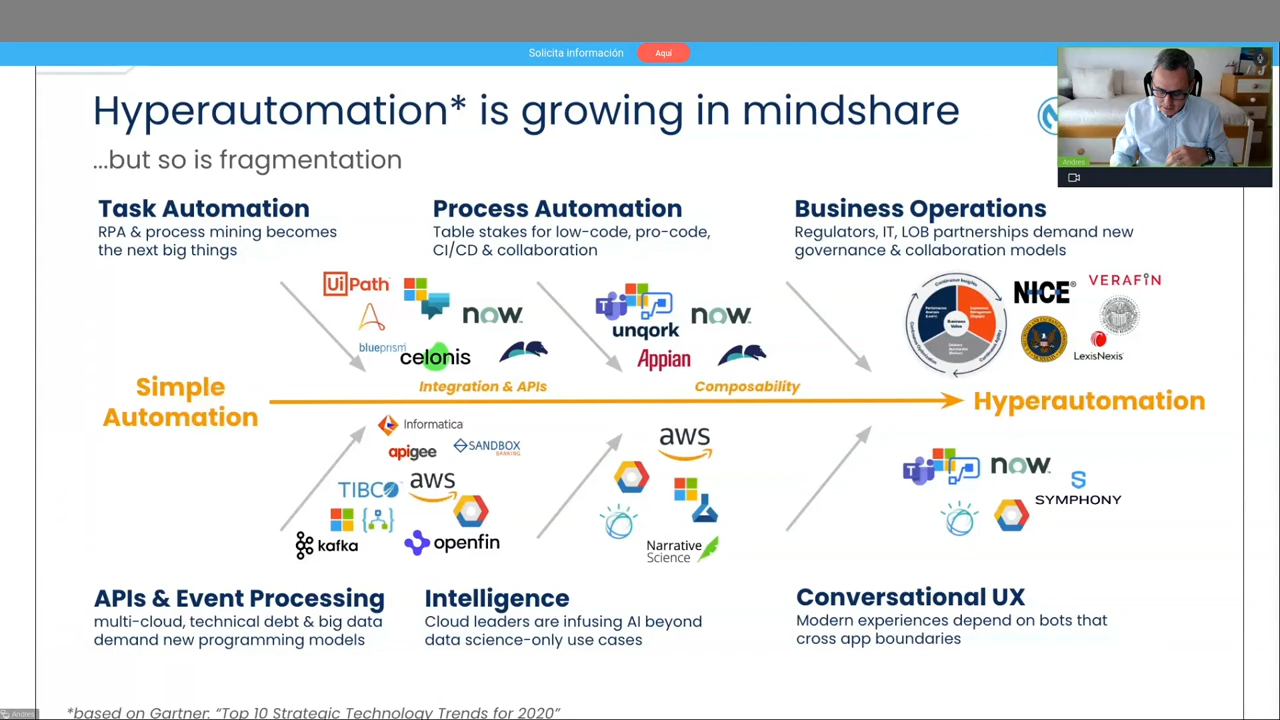 Solicita información Aquí
Hyperautomation* is growing in mindshare
...but so is fragmentation
Andres
Task Automation
RPA & process mining becomes
the next big things
Process Automation
Table stakes for low-code, pro-code,
CI/CD & collaboration
Business Operations
Regulators, IT, LOB partnerships demand new
governance & collaboration models
UiPath
now
blueprism
celonis
unqork
now
Appian
Business
Value
NICE®
VERAFIN
LexisNexis
Integration & APIs
Composability
Simple
Automation
Hyperautomation
Informatica
apigee
SANDBOX
BANKING
TIBCO
aws
kafka
openfin
aws
Narrative
Science
now
SYMPHONY
APIs & Event Processing
multi-cloud, technical debt & big data
demand new programming models
Intelligence
Cloud leaders are infusing AI beyond
data science-only use cases
Conversational UX
Modern experiences depend on bots that
cross app boundaries
*based on Gartner: “Top 10 Strategic Technology Trends for 2020”
Andres